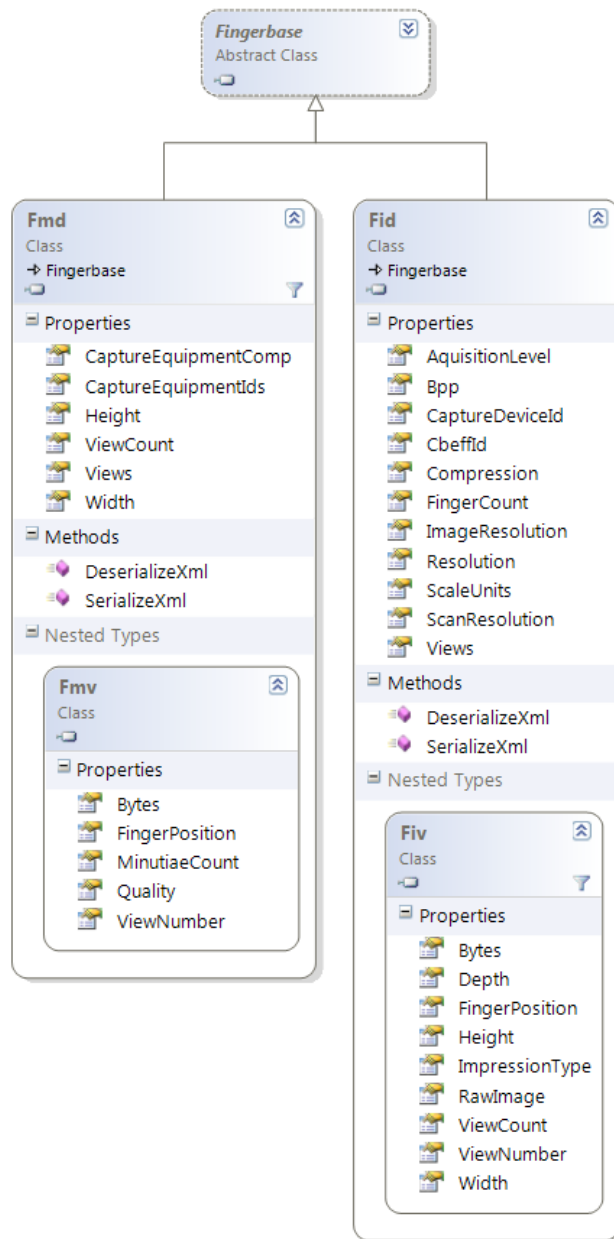 Fingerbase
Abstract Class
Fmd
Class
Fingerbase
Properties
CaptureEquipmentComp
CaptureEquipmentIds
Height
ViewCount
Views
Width
Methods
DeserializeXml
SerializeXml
Nested Types
Fmv
Class
Properties
Bytes
FingerPosition
MinutiaeCount
Quality
ViewNumber
Fid
Class
Fingerbase
Properties
AquisitionLevel
Bpp
CaptureDeviceId
CbeffId
Compression
FingerCount
ImageResolution
Resolution
ScaleUnits
ScanResolution
Views
Methods
DeserializeXml
SerializeXml
Nested Types
Fiv
Class
Properties
Bytes
Depth
FingerPosition
Height
ImpressionType
RawImage
ViewCount
ViewNumber
Width